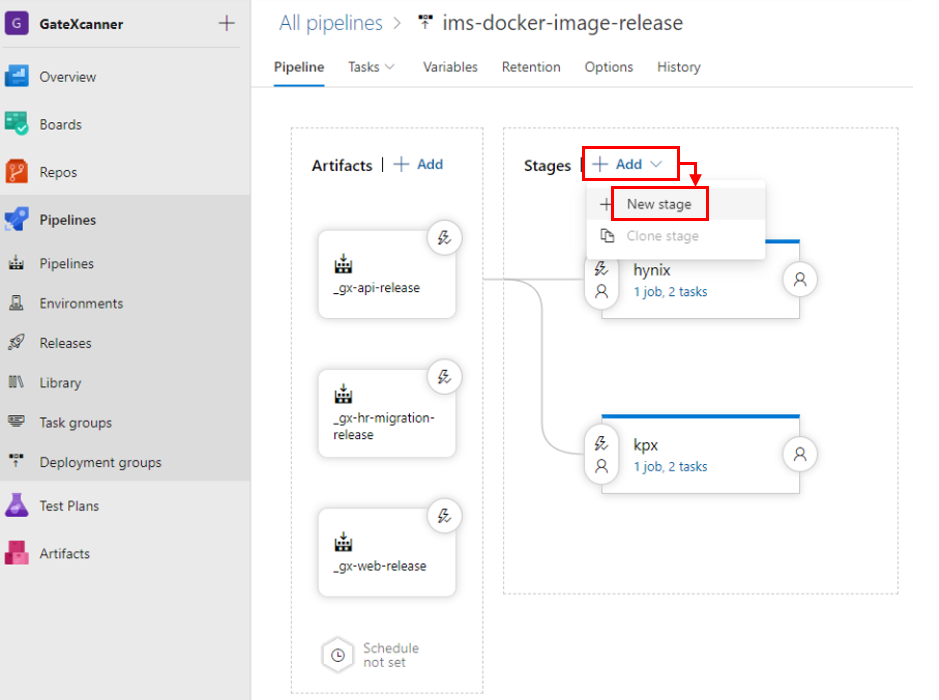 G GateXcanner
Overview
Boards
Repos
Pipelines
Pipelines
Environments
Releases
Library
Task groups
Deployment groups
Test Plans
Artifacts
All pipelines > ims-docker-image-release
Pipeline Tasks Variables Retention Options History
Artifacts | + Add
_gx-api-release
_gx-hr-migration-
release
_gx-web-release
Schedule
not set
Stages | + Add
+ New stage
Clone stage
hynix
1 job, 2 tasks
kpx
1 job, 2 tasks